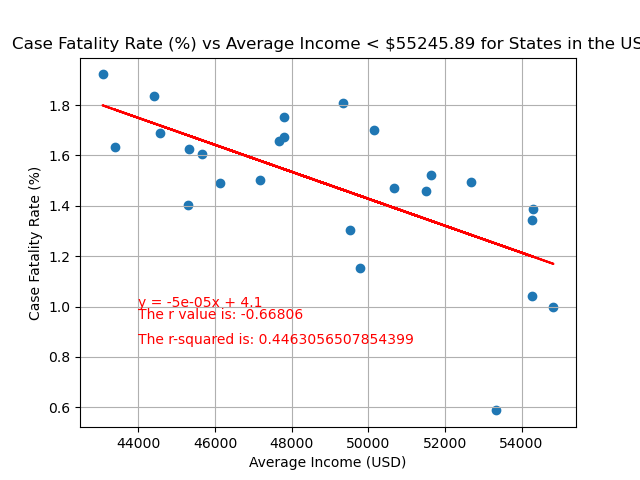 Case Fatality Rate (%) vs Average Income < $55245.89 for States in the US
Case Fatality Rate (%)
1.8
1.6
1.4
1.2
1.0
0.8
0.6
y = -5e-05x + 4.1
The r value is: -0.66806
The r-squared is: 0.4463056507854399
44000 46000 48000 50000 52000 54000
Average Income (USD)